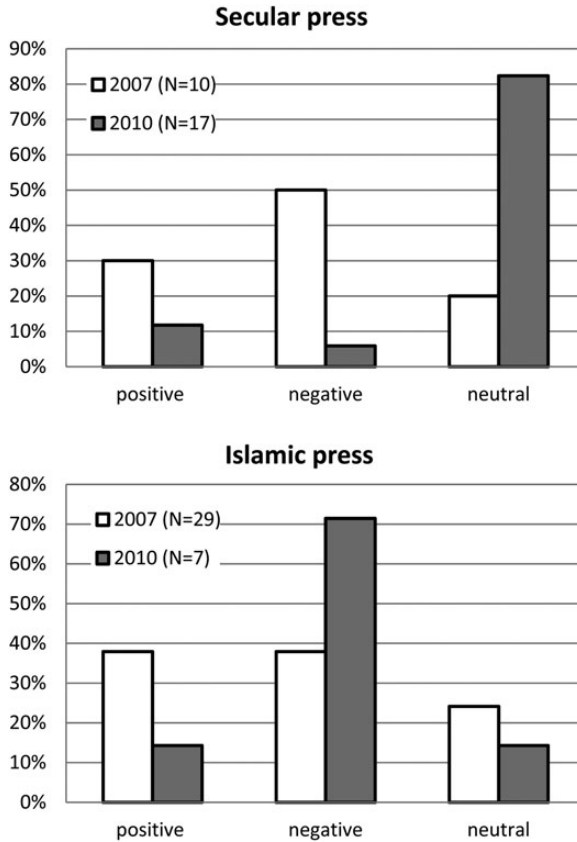 Secular press
90%
80%
70%
60%
50%
40%
30%
20%
10%
0%
2007 (N=10)
2010 (N=17)
positive negative neutral
Islamic press
80%
70%
60%
50%
40%
30%
20%
10%
0%
2007 (N=29)
2010 (N=7)
positive negative neutral